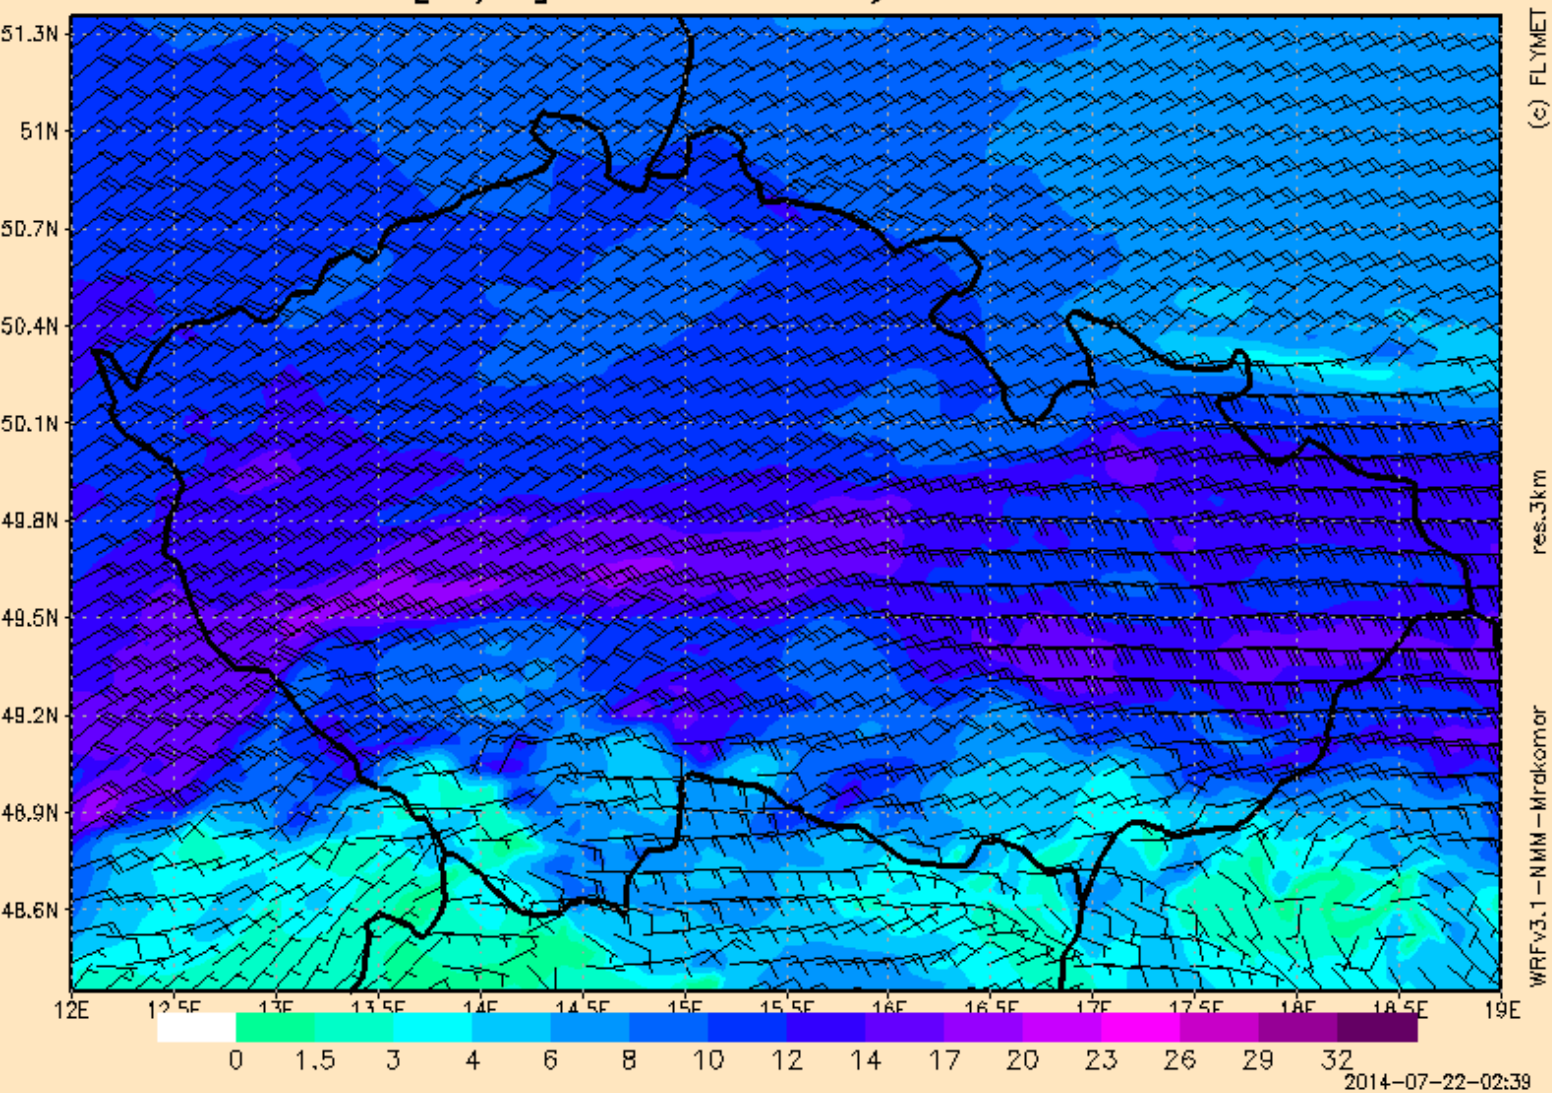 51.3N
51N
50.7N
50.4N
50.1N
49.8N
49.5N
49.2N
48.9N
48.6N
12E 12.5E 13E 13.5E 14E 14.5E 15E 15.5E 16E 16.5E 17E 17.5E 18E 18.5E 19E
0 1.5 3 4 6 8 10 12 14 17 20 23 26 29 32
2014-07-22-02:39
(c) FLYMET
res.3km
WRFv3.1-NMM-Mrakomor